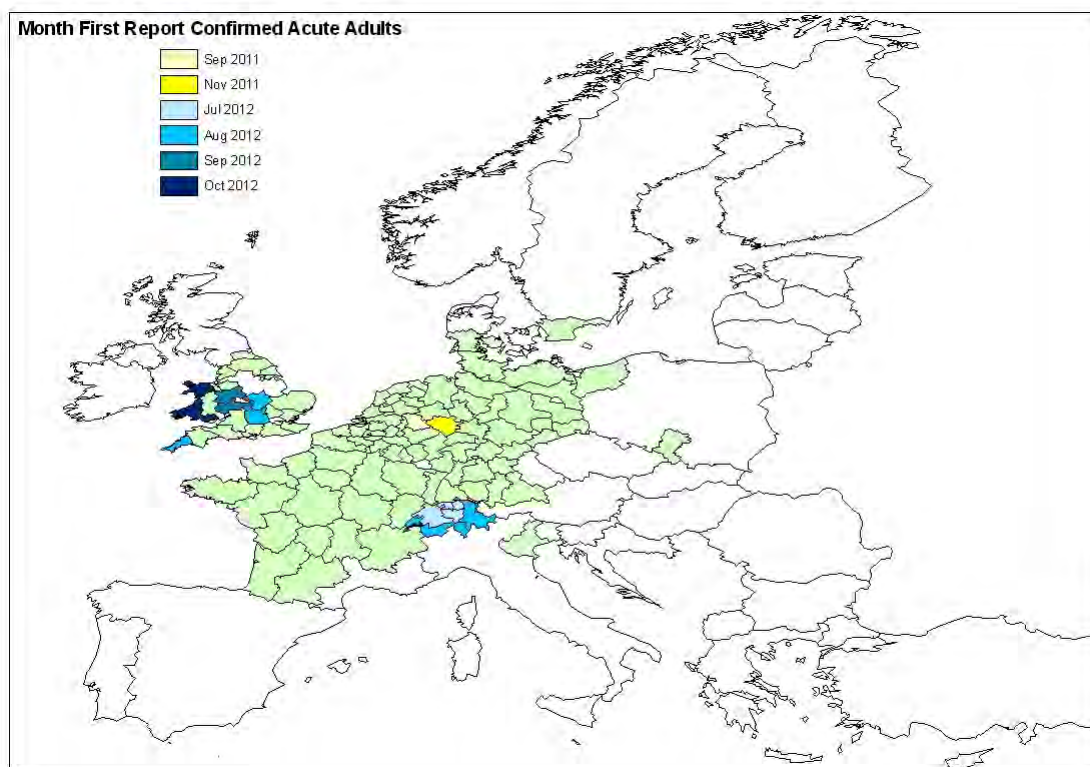 Month First Report Confirmed Acute Adults
Sep 2011
Nov 2011
Jul 2012
Aug 2012
Sep 2012
Oct 2012